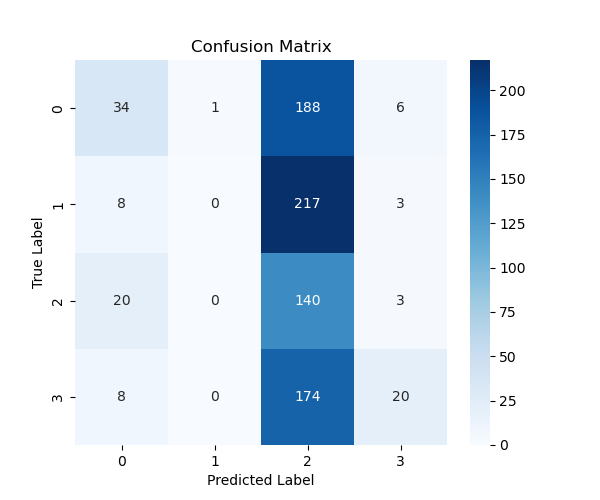 Confusion Matrix
0 34 1 188 6
1 8 0 217 3
2 20 0 140 3
3 8 0 174 20
0 1 2 3
True Label
Predicted Label
200
175
150
125
100
75
50
25
0